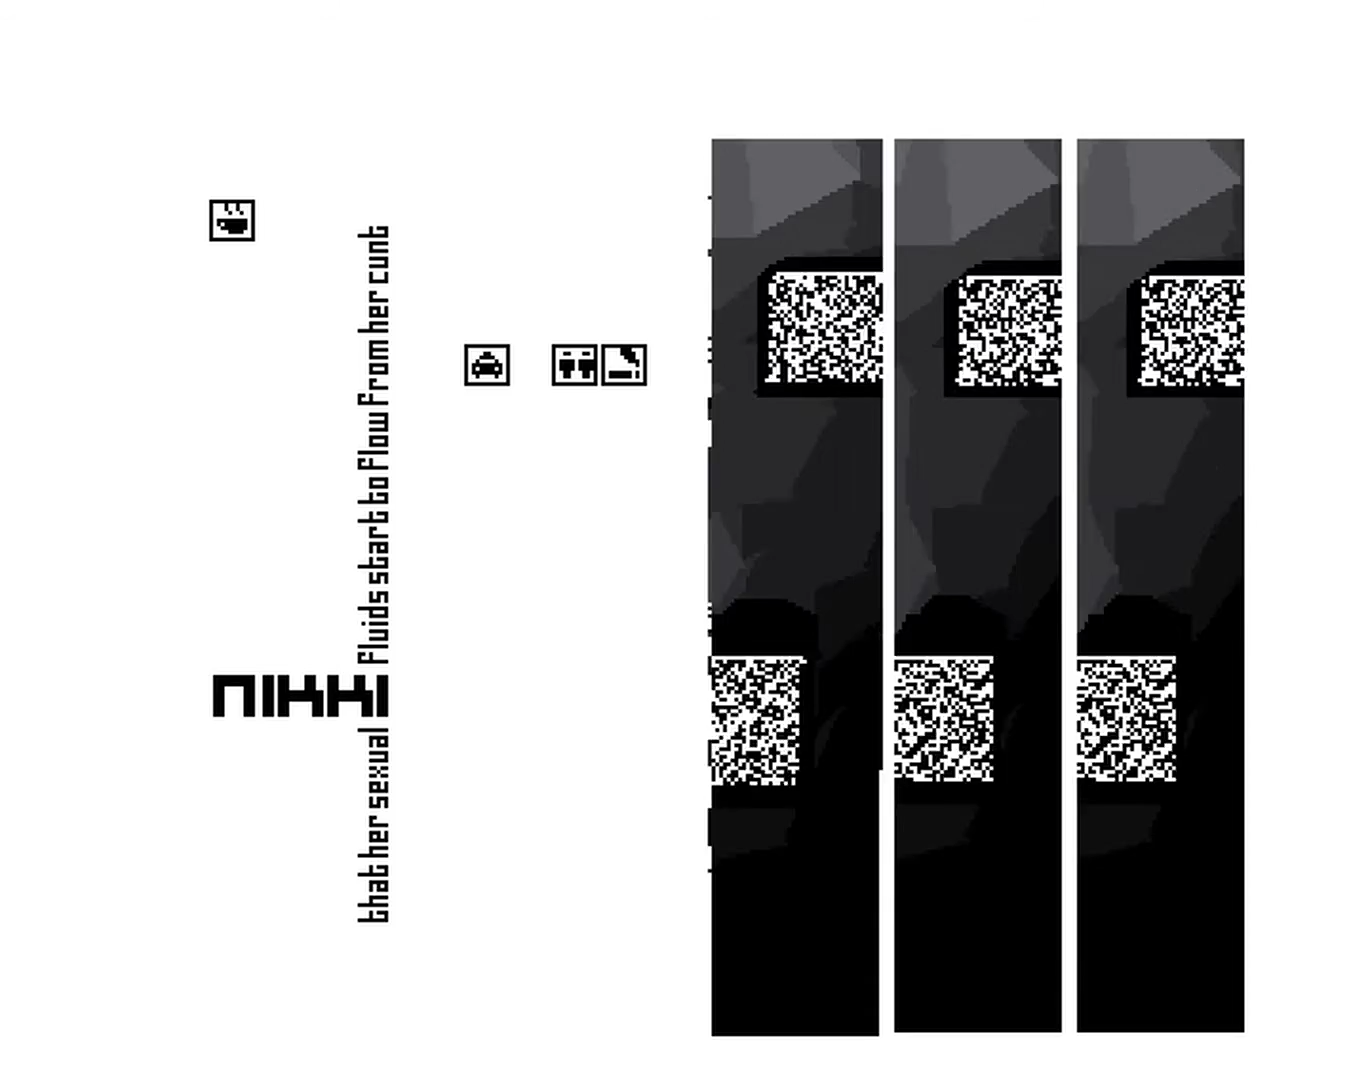 nikki
that her sexual fluids start to flow from her cunt